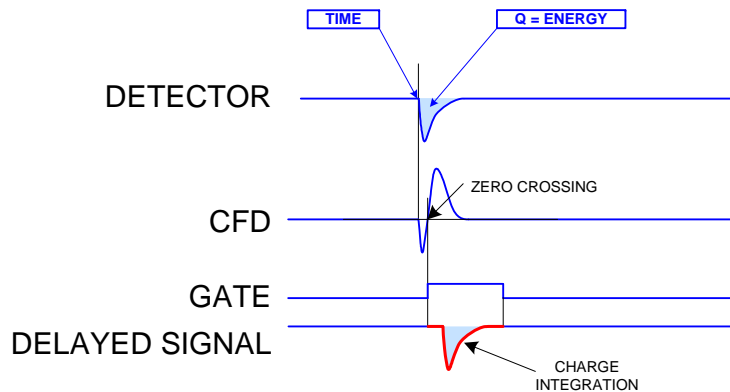 TIME
Q = ENERGY
DETECTOR
ZERO CROSSING
CFD
GATE
DELAYED SIGNAL
CHARGE
INTEGRATION